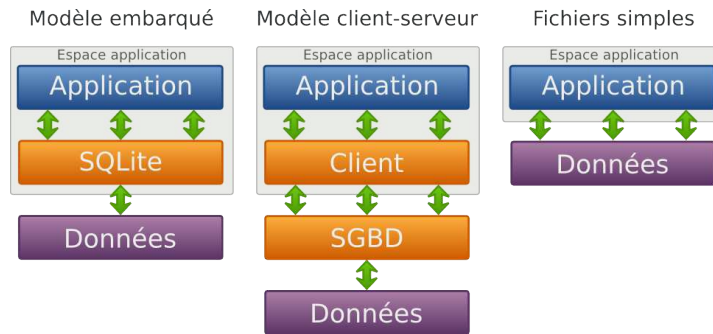 Modèle embarqué
Espace application
Application
SQLite
Données
Modèle client-serveur
Espace application
Application
Client
SGBD
Données
Fichiers simples
Espace application
Application
Données